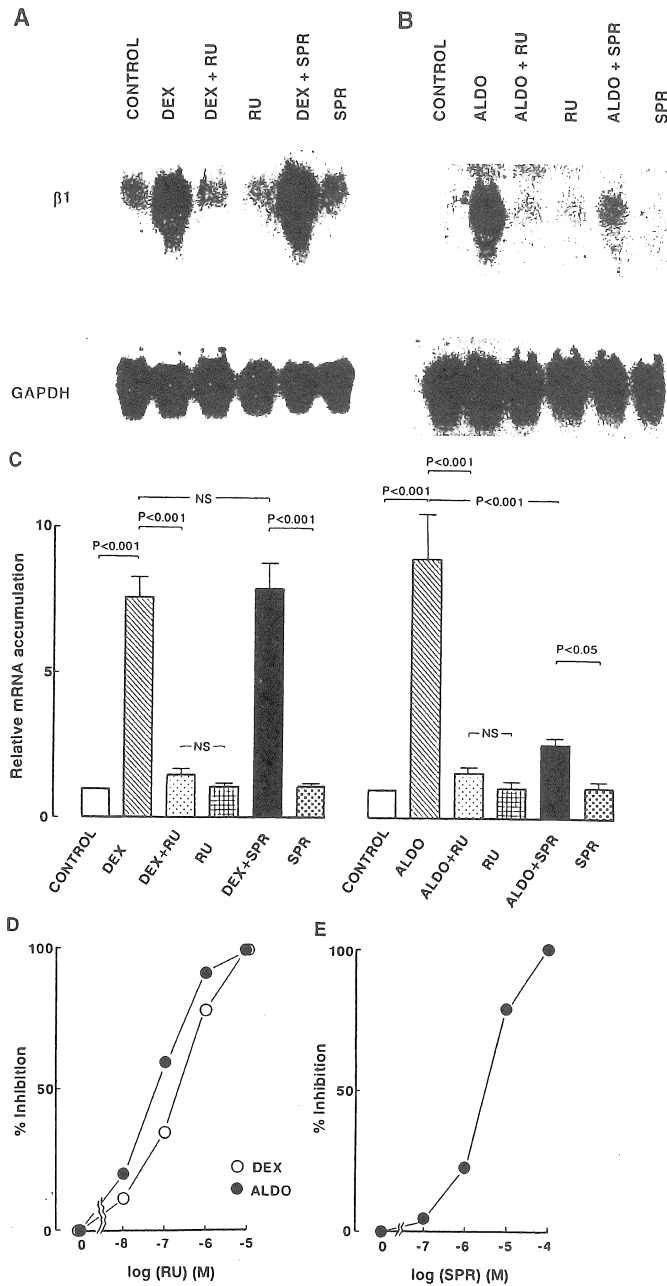 A
B
CONTROL
DEX
DEX + RU
RU
DEX + SPR
SPR
CONTROL
ALDO
ALDO + RU
RU
ALDO + SPR
SPR
β1
GAPDH
C
Relative mRNA accumulation
10
5
0
P<0.001
P<0.001
NS
P<0.001
NS
P<0.001
P<0.001
P<0.001
P<0.05
NS
CONTROL
DEX
DEX+RU
RU
DEX+SPR
SPR
CONTROL
ALDO
ALDO+RU
RU
ALDO+SPR
SPR
D
% Inhibition
100
50
0
0 -8 -7 -6 -5
log (RU) (M)
DEX
ALDO
E
% Inhibition
100
50
0
0 -7 -6 -5 -4
log (SPR) (M)